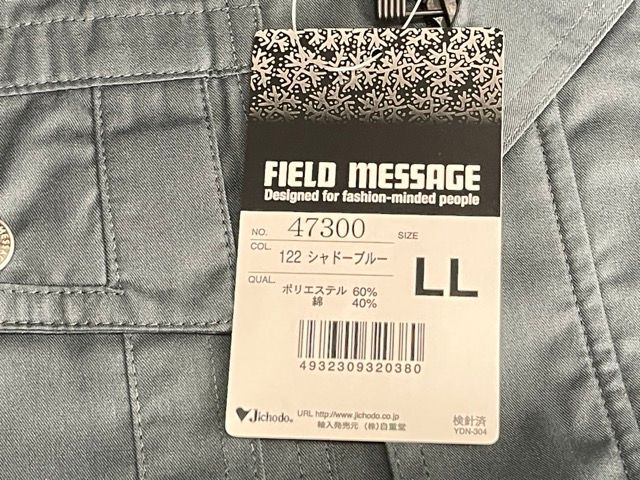 FIELD MESSAGE
Designed for fashion-minded people
NO. 47300 SIZE
COL. 122 シャドーブルー LL
QUAL. ポリエステル 60%
綿 40%
4932309320380
Jichodo® URL http://www.jichodo.co.jp 検針済
輸入発売元 (株)自重堂 YDN-304